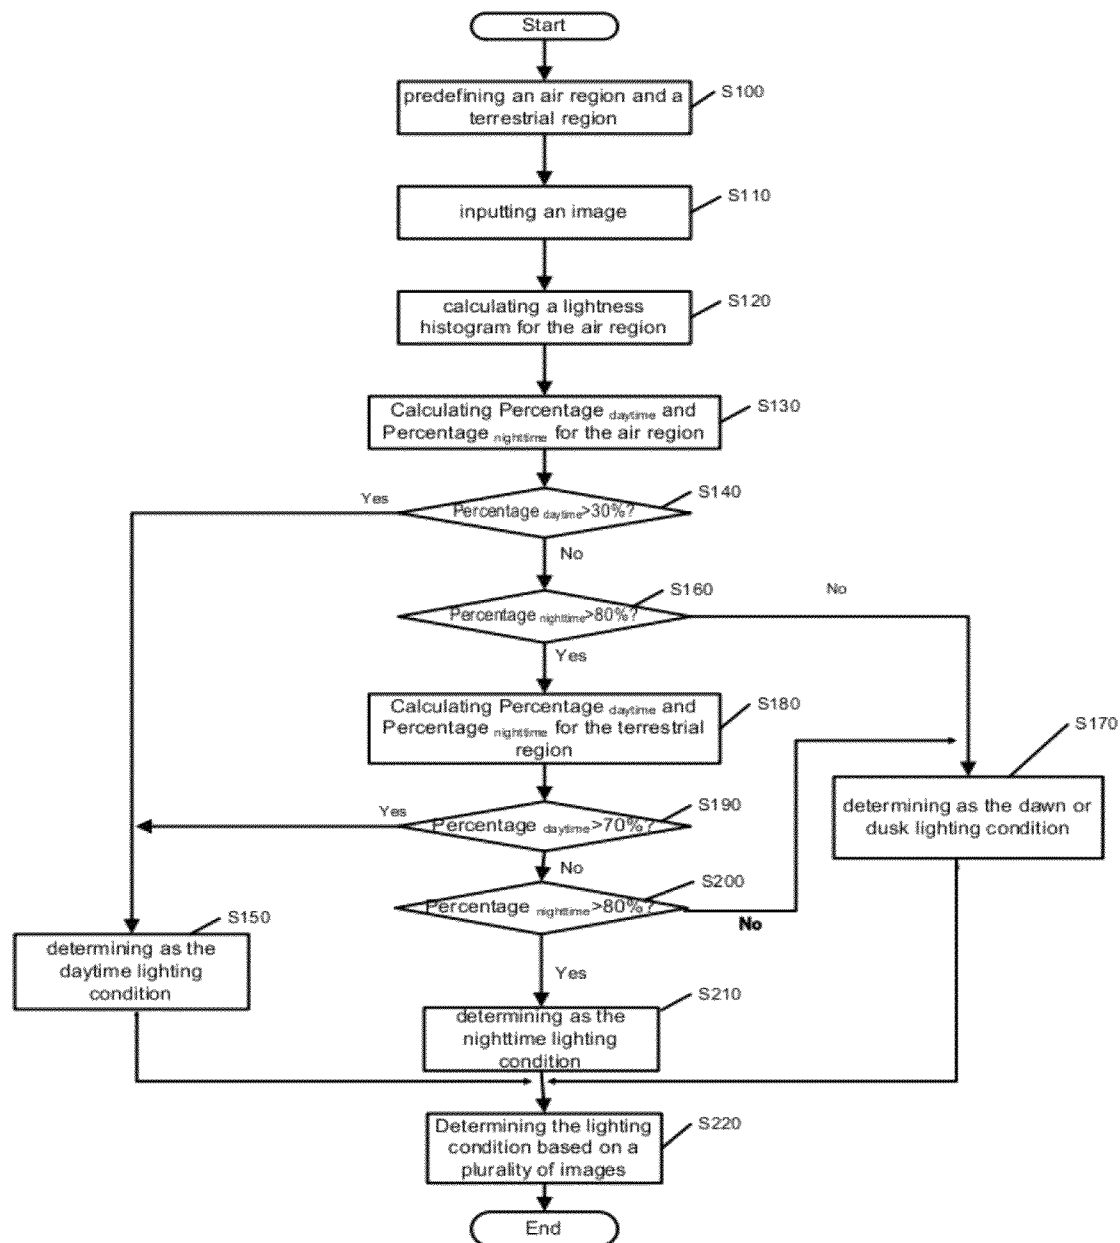 Start
predefining an air region and a
terrestrial region
S100
inputting an image
S110
calculating a lightness
histogram for the air region
S120
Calculating Percentage daytime and
Percentage nighttime for the air region
S130
Yes
Percentage daytime>30%?
S140
No
Percentage nighttime>80%?
S160
No
Yes
Calculating Percentage daytime and
Percentage nighttime for the terrestrial
region
S180
S170
determining as the dawn or
dusk lighting condition
Yes
Percentage daytime>70%?
S190
No
Percentage nighttime>80%?
S200
No
S150
determining as the
daytime lighting
condition
Yes
S210
determining as the
nighttime lighting
condition
Determining the lighting
condition based on a
plurality of images
S220
End